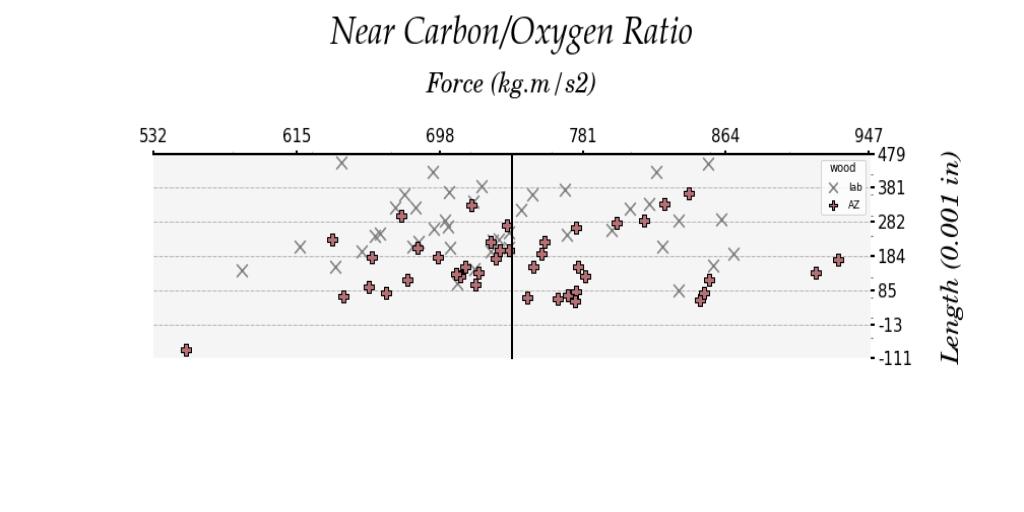 Near Carbon/Oxygen Ratio
Force (kg.m/s2)
532 615 698 781 864 947
479
381
282
184
85
-13
-111
Length (0.001 in)
wood
lab
AZ